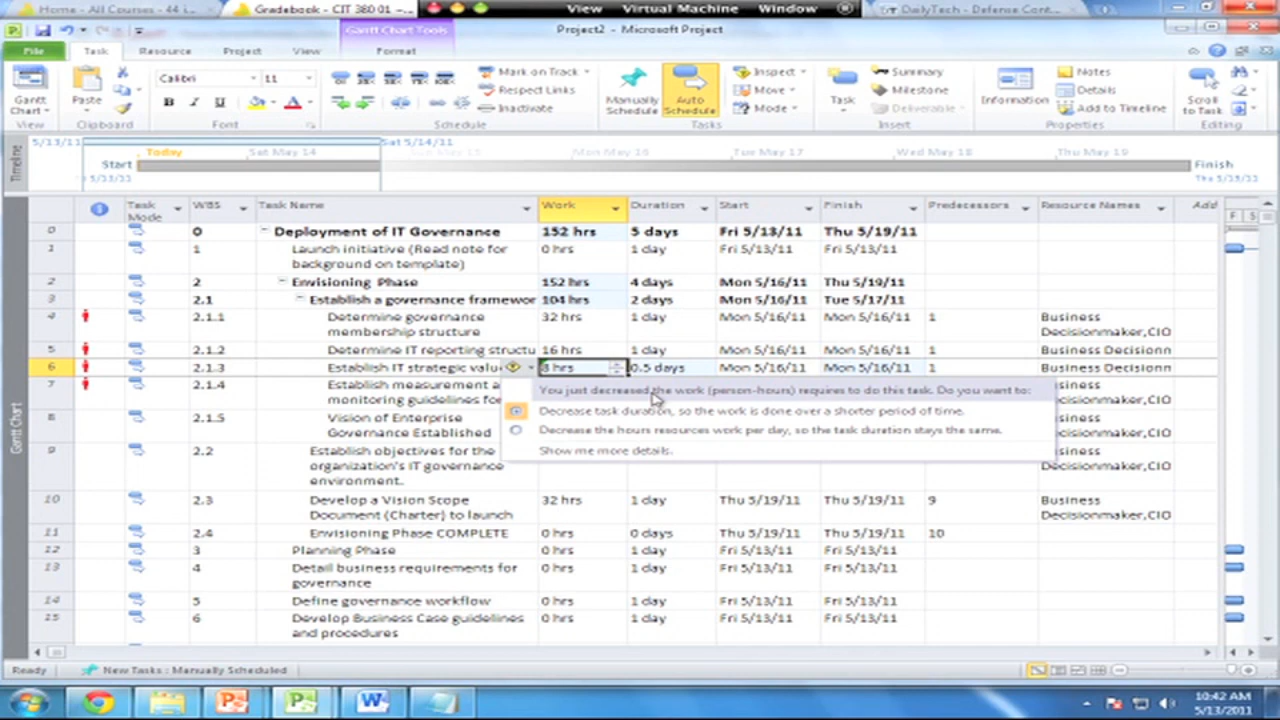 Home - All Courses - 44 i...
Gradebook - CIT 380 01 -...
View Virtual Machine Window
DailyTech - Defense Cont...
Gantt Chart Tools
Project2 - Microsoft Project
File Task Resource Project View Format
Gantt Chart
View
Paste
Clipboard
Calibri 11
B I U A
Font
Mark on Track
Respect Links
Inactivate
Schedule
Manually Schedule
Auto Schedule
Inspect
Move
Mode
Tasks
Task
Summary
Milestone
Deliverable
Insert
Information
Notes
Details
Add to Timeline
Properties
Scroll to Task
Editing
Timeline
5/13/11 Sat 5/14/11
Today Sat May 14 Sun May 15 Mon May 16 Tue May 17 Wed May 18 Thu May 19
Start Finish
Gantt Chart
Task Mode WBS Task Name Work Duration Start Finish Predecessors Resource Names Add
F S
0 0 Deployment of IT Governance 152 hrs 5 days Fri 5/13/11 Thu 5/19/11
1 1 Launch initiative (Read note for 0 hrs 1 day Fri 5/13/11 Fri 5/13/11
background on template)
2 2 Envisioning Phase 152 hrs 4 days Mon 5/16/11 Thu 5/19/11
3 2.1 Establish a governance framewor 104 hrs 2 days Mon 5/16/11 Tue 5/17/11
4 2.1.1 Determine governance 32 hrs 1 day Mon 5/16/11 Mon 5/16/11 1 Business
membership structure Decisionmaker,CIO
5 2.1.2 Determine IT reporting structu 16 hrs 1 day Mon 5/16/11 Mon 5/16/11 1 Business Decisionn
6 2.1.3 Establish IT strategic valu 8 hrs 0.5 days Mon 5/16/11 Mon 5/16/11 1 Business Decisionn
7 2.1.4 Establish measurement a
monitoring guidelines for
You just decreased the work (person-hours) requires to do this task. Do you want to:
Decrease task duration, so the work is done over a shorter period of time.
Decrease the hours resources work per day, so the task duration stays the same.
Show me more details.
8 2.1.5 Vision of Enterprise
Governance Established
9 2.2 Establish objectives for the
organization's IT governance Decisionmaker,CIO
environment.
10 2.3 Develop a Vision Scope 32 hrs 1 day Thu 5/19/11 Thu 5/19/11 9 Business
Document (Charter) to launch Decisionmaker,CIO
11 2.4 Envisioning Phase COMPLETE 0 hrs 0 days Thu 5/19/11 Thu 5/19/11 10
12 3 Planning Phase 0 hrs 1 day Fri 5/13/11 Fri 5/13/11
13 4 Detail business requirements for 0 hrs 1 day Fri 5/13/11 Fri 5/13/11
governance
14 5 Define governance workflow 0 hrs 1 day Fri 5/13/11 Fri 5/13/11
15 6 Develop Business Case guidelines 0 hrs 1 day Fri 5/13/11 Fri 5/13/11
and procedures
Ready New Tasks : Manually Scheduled
10:42 AM
5/13/2011